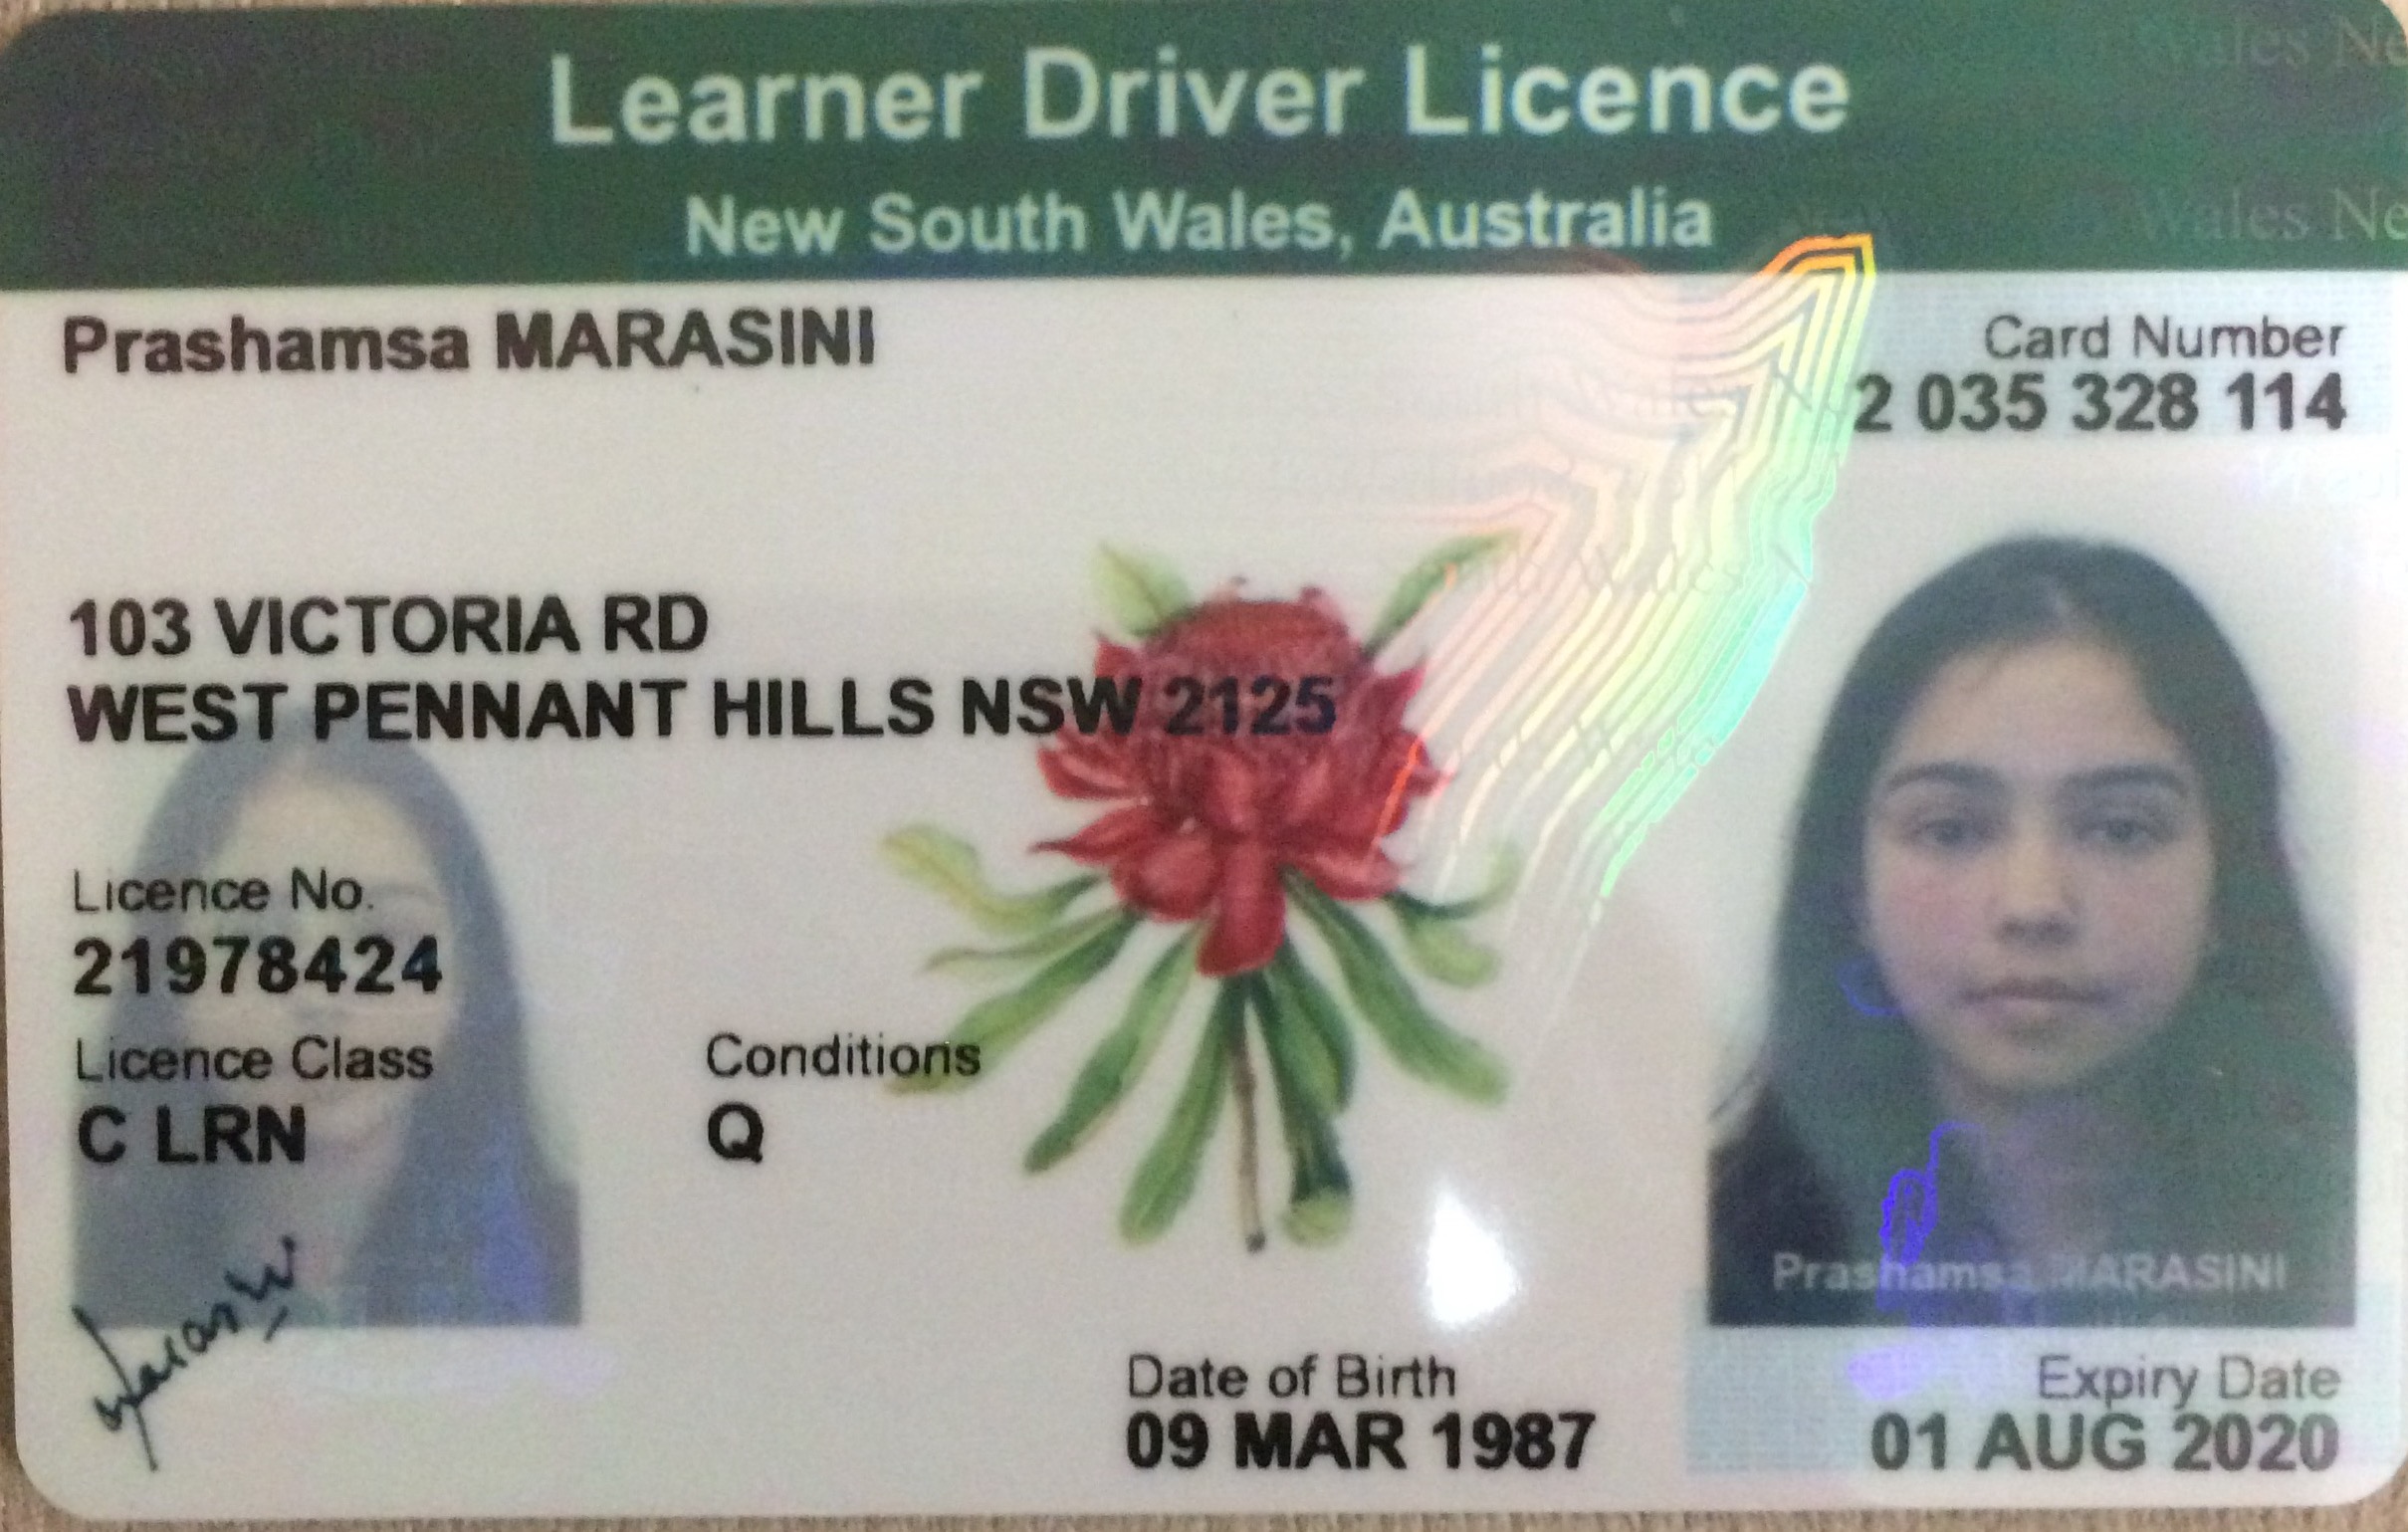 Learner Driver Licence
New South Wales, Australia
Prashamsa MARASINI
Card Number
2 035 328 114
103 VICTORIA RD
WEST PENNANT HILLS NSW 2125
Licence No.
21978424
Licence Class
C LRN
Conditions
Q
Prashamsa MARASINI
Date of Birth
09 MAR 1987
Expiry Date
01 AUG 2020